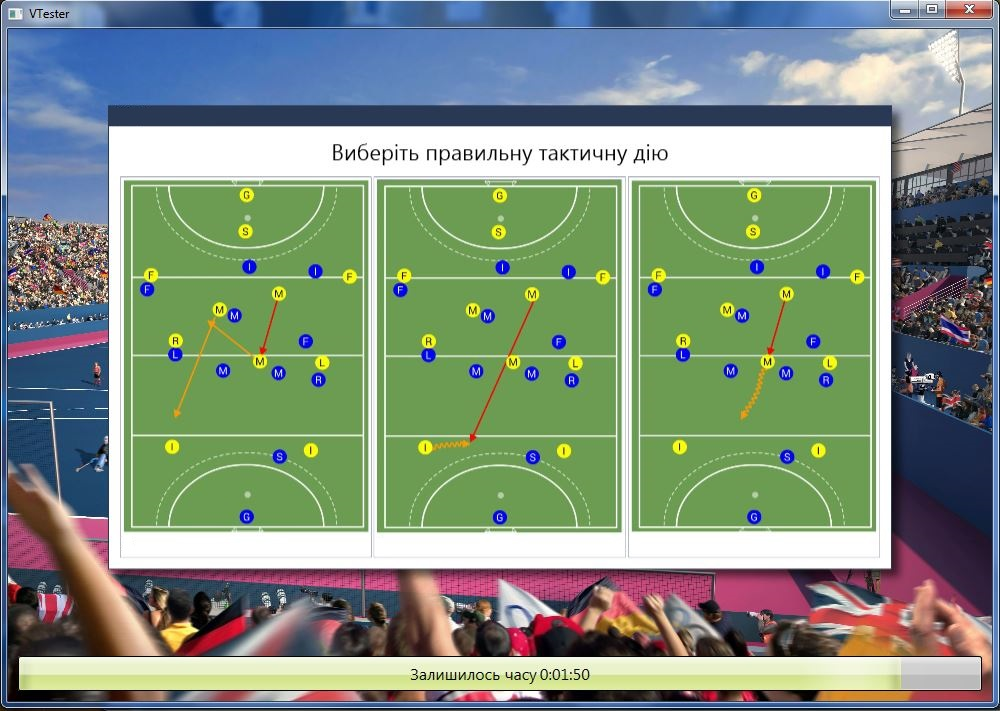 VTester
Виберіть правильну тактичну дію
G
S
I I
F F
F M
M M
R F
L M L
M M R
I I
S
G
G
S
I I
F F
F M
M M
R F
L M L
M M R
I I
S
G
G
S
I I
F F
F M
M M
R F
L M L
M M R
I I
S
G
Залишилось часу 0:01:50